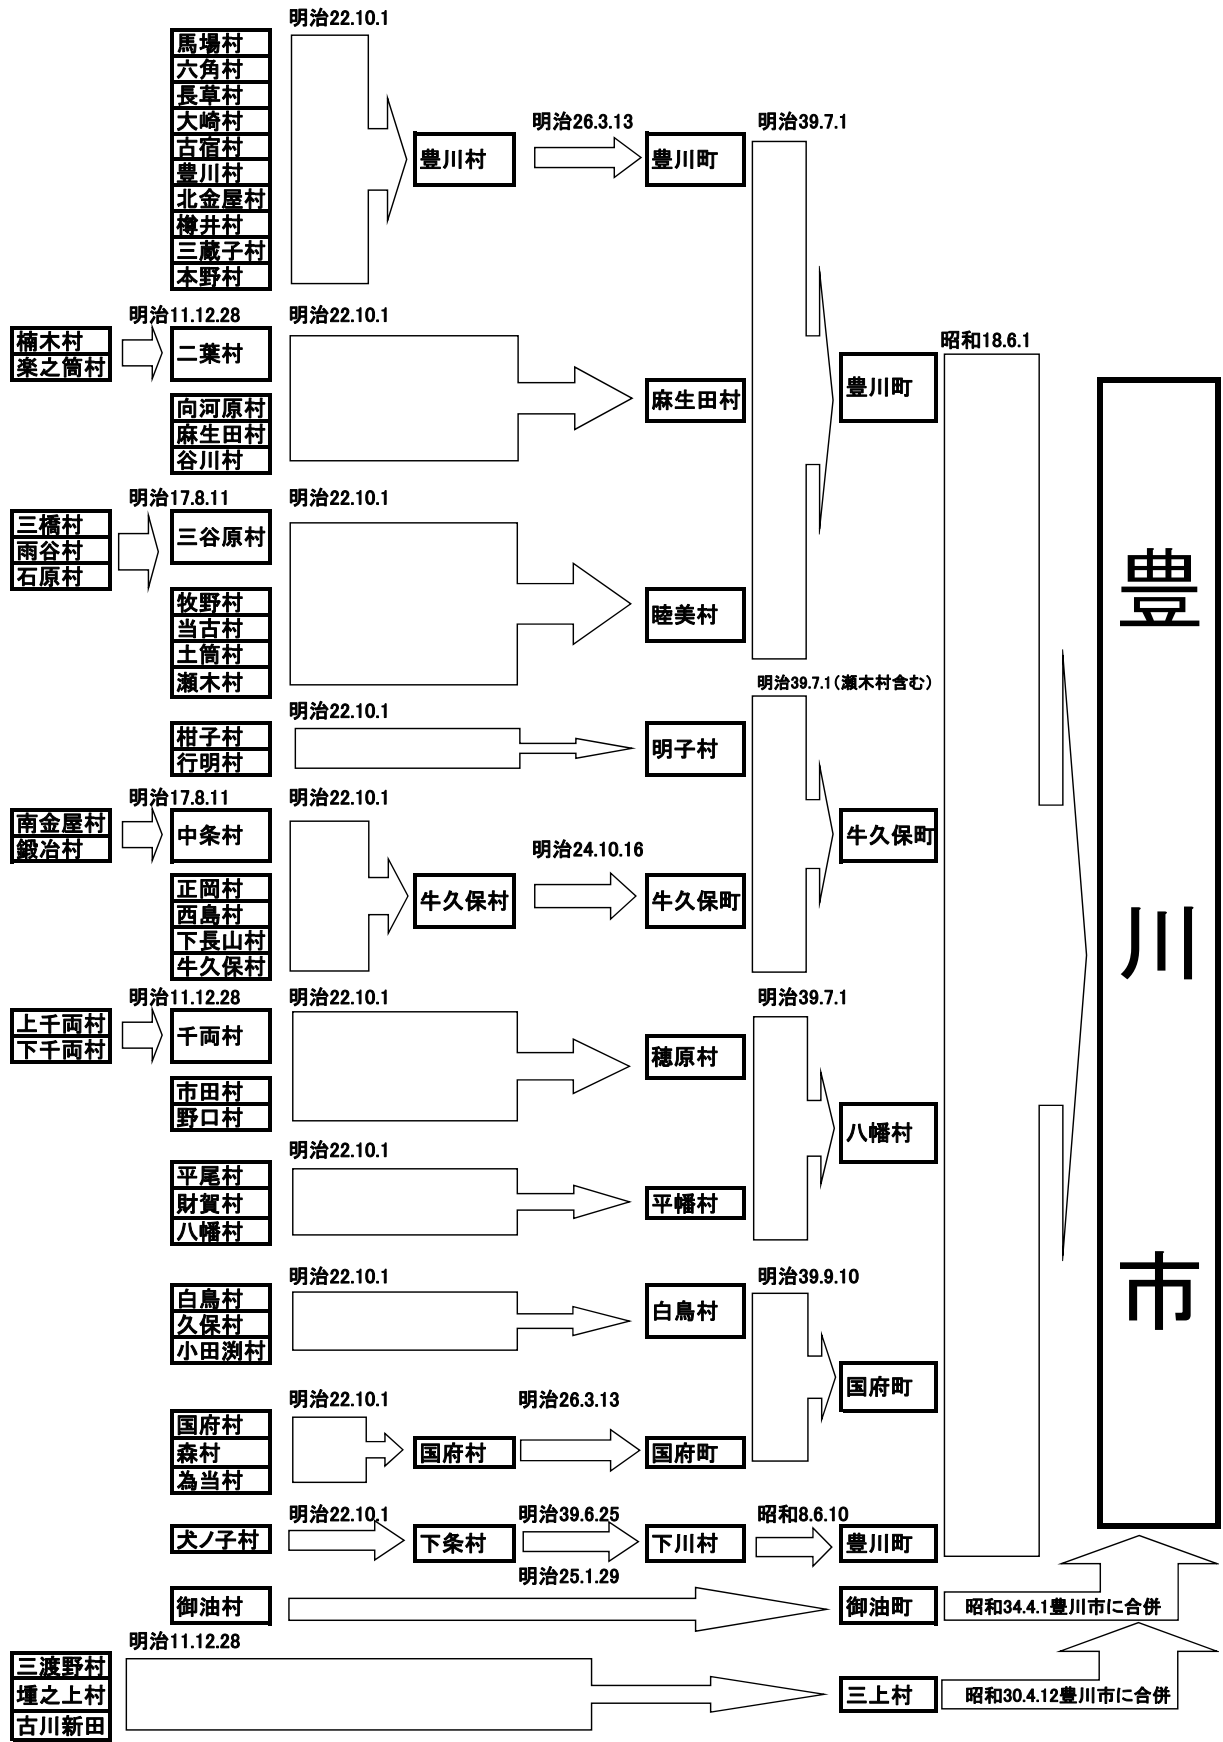 明治22.10.1
馬場村
六角村
長草村
大崎村
古宿村
豊川村
北金屋村
樽井村
三蔵子村
本野村
豊川村
明治26.3.13
豊川町
明治39.7.1
明治11.12.28
楠木村
楽之筒村
二葉村
向河原村
麻生田村
谷川村
明治22.10.1
麻生田村
豊川町
昭和18.6.1
明治17.8.11
三橋村
雨谷村
石原村
三谷原村
牧野村
当古村
土筒村
瀬木村
明治22.10.1
睦美村
明治39.7.1（瀬木村含む）
柑子村
行明村
明治22.10.1
明子村
明治17.8.11
南金屋村
鍛冶村
中条村
正岡村
西島村
下長山村
牛久保村
明治22.10.1
牛久保村
明治24.10.16
牛久保町
牛久保町
明治11.12.28
上千両村
下千両村
千両村
市田村
野口村
明治22.10.1
穂原村
明治39.7.1
八幡村
平尾村
財賀村
八幡村
明治22.10.1
平幡村
白鳥村
久保村
小田渕村
明治22.10.1
白鳥村
明治39.9.10
国府町
国府村
森村
為当村
明治22.10.1
国府村
明治26.3.13
国府町
犬ノ子村
明治22.10.1
下条村
明治39.6.25
下川村
昭和8.6.10
豊川町
御油村
明治25.1.29
御油町
昭和34.4.1豊川市に合併
明治11.12.28
三渡野村
堙之上村
古川新田
三上村
昭和30.4.12豊川市に合併
豊川市